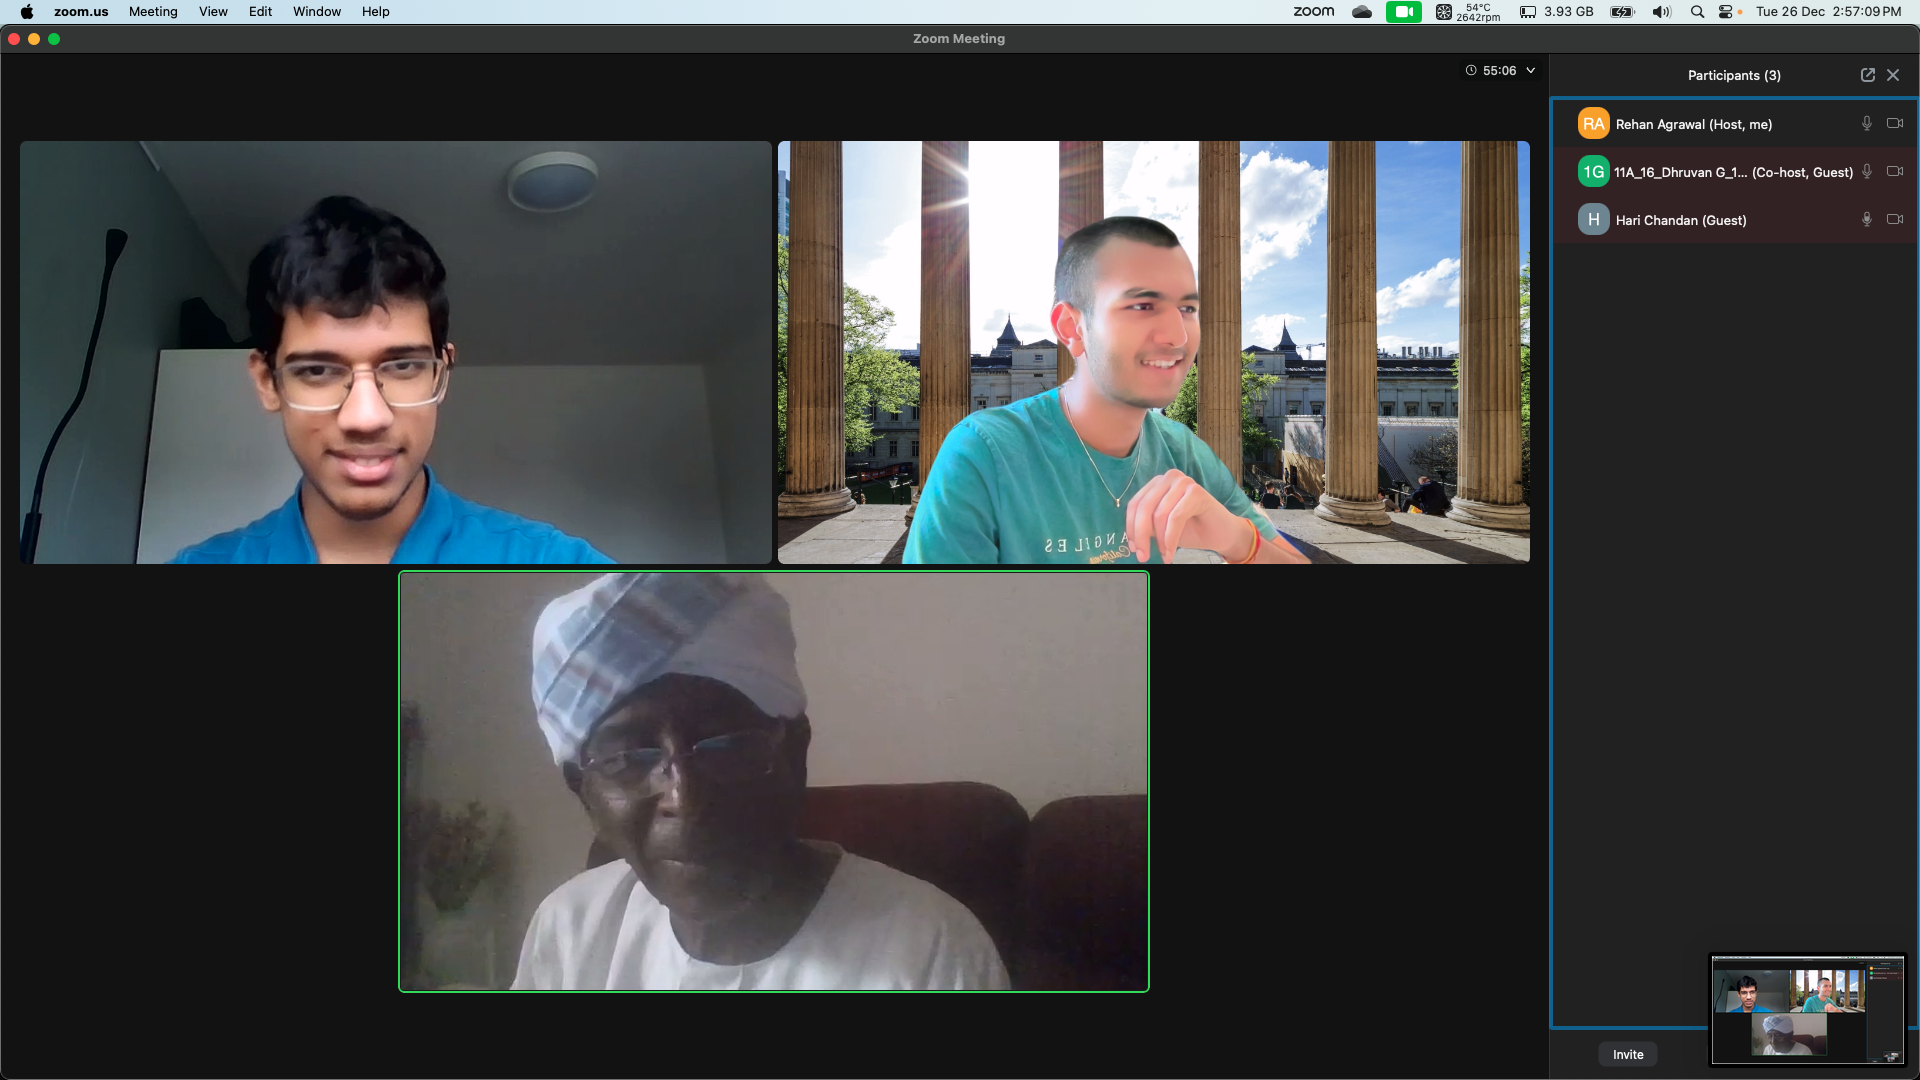 zoom.us Meeting View Edit Window Help zoom 54°C 2642rpm 3.93 GB Tue 26 Dec 2:57:09 PM
Zoom Meeting
55:06
Participants (3)
RA Rehan Agrawal (Host, me)
1G 11A_16_Dhruvan G_1... (Co-host, Guest)
H Hari Chandan (Guest)
ANGELES
California
Invite